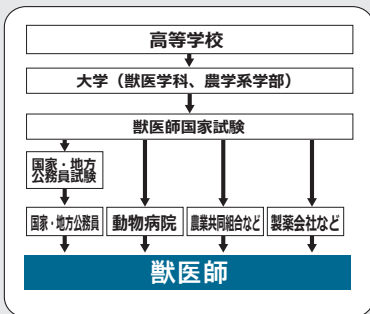 高等学校
大学（獣医学科、農学系学部）
獣医師国家試験
国家・地方
公務員試験
国家・地方公務員
動物病院
農業共同組合など
製薬会社など
獣医師